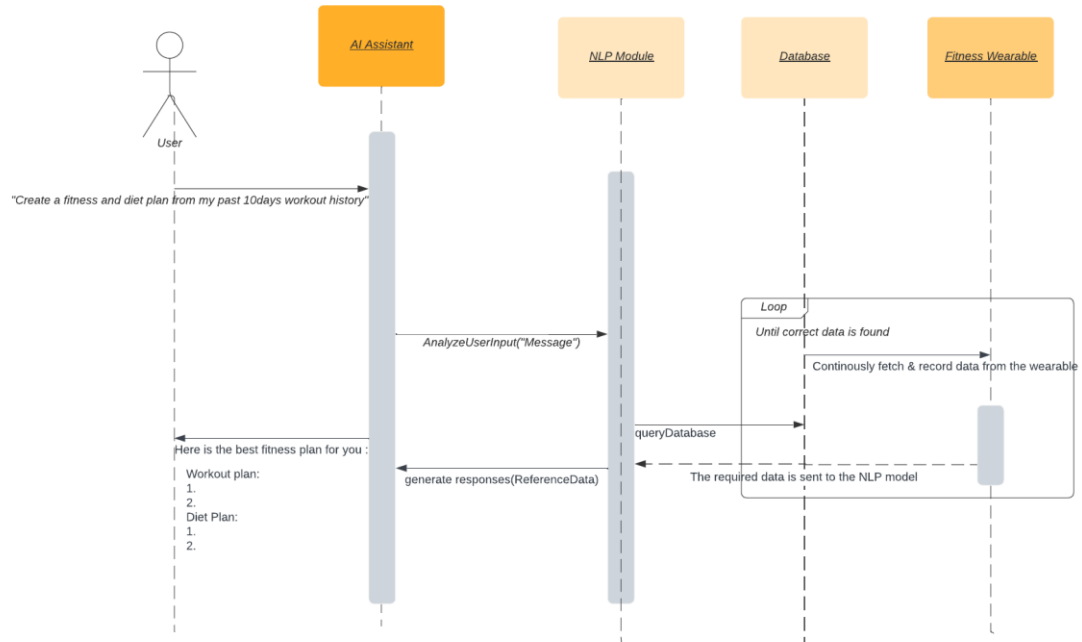 AI Assistant
NLP Module
Database
Fitness Wearable
User
"Create a fitness and diet plan from my past 10days workout history"
Loop
Until correct data is found
AnalyzeUserInput("Message")
Continously fetch & record data from the wearable
queryDatabase
Here is the best fitness plan for you :
The required data is sent to the NLP model
generate responses(ReferenceData)
Workout plan:
1.
2.
Diet Plan:
1.
2.